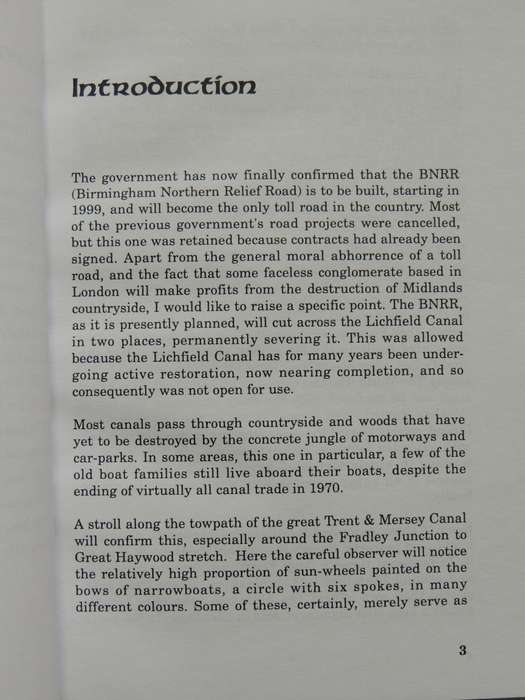 Introduction
The government has now finally confirmed that the BNRR
(Birmingham Northern Relief Road) is to be built, starting in
1999, and will become the only toll road in the country. Most
of the previous government's road projects were cancelled,
but this one was retained because contracts had already been
signed. Apart from the general moral abhorrence of a toll
road, and the fact that some faceless conglomerate based in
London will make profits from the destruction of Midlands
countryside, I would like to raise a specific point. The BNRR,
as it is presently planned, will cut across the Lichfield Canal
in two places, permanently severing it. This was allowed
because the Lichfield Canal has for many years been under-
going active restoration, now nearing completion, and so
consequently was not open for use.
Most canals pass through countryside and woods that have
yet to be destroyed by the concrete jungle of motorways and
car-parks. In some areas, this one in particular, a few of the
old boat families still live aboard their boats, despite the
ending of virtually all canal trade in 1970.
A stroll along the towpath of the great Trent & Mersey Canal
will confirm this, especially around the Fradley Junction to
Great Haywood stretch. Here the careful observer will notice
the relatively high proportion of sun-wheels painted on the
bows of narrowboats, a circle with six spokes, in many
different colours. Some of these, certainly, merely serve as
3